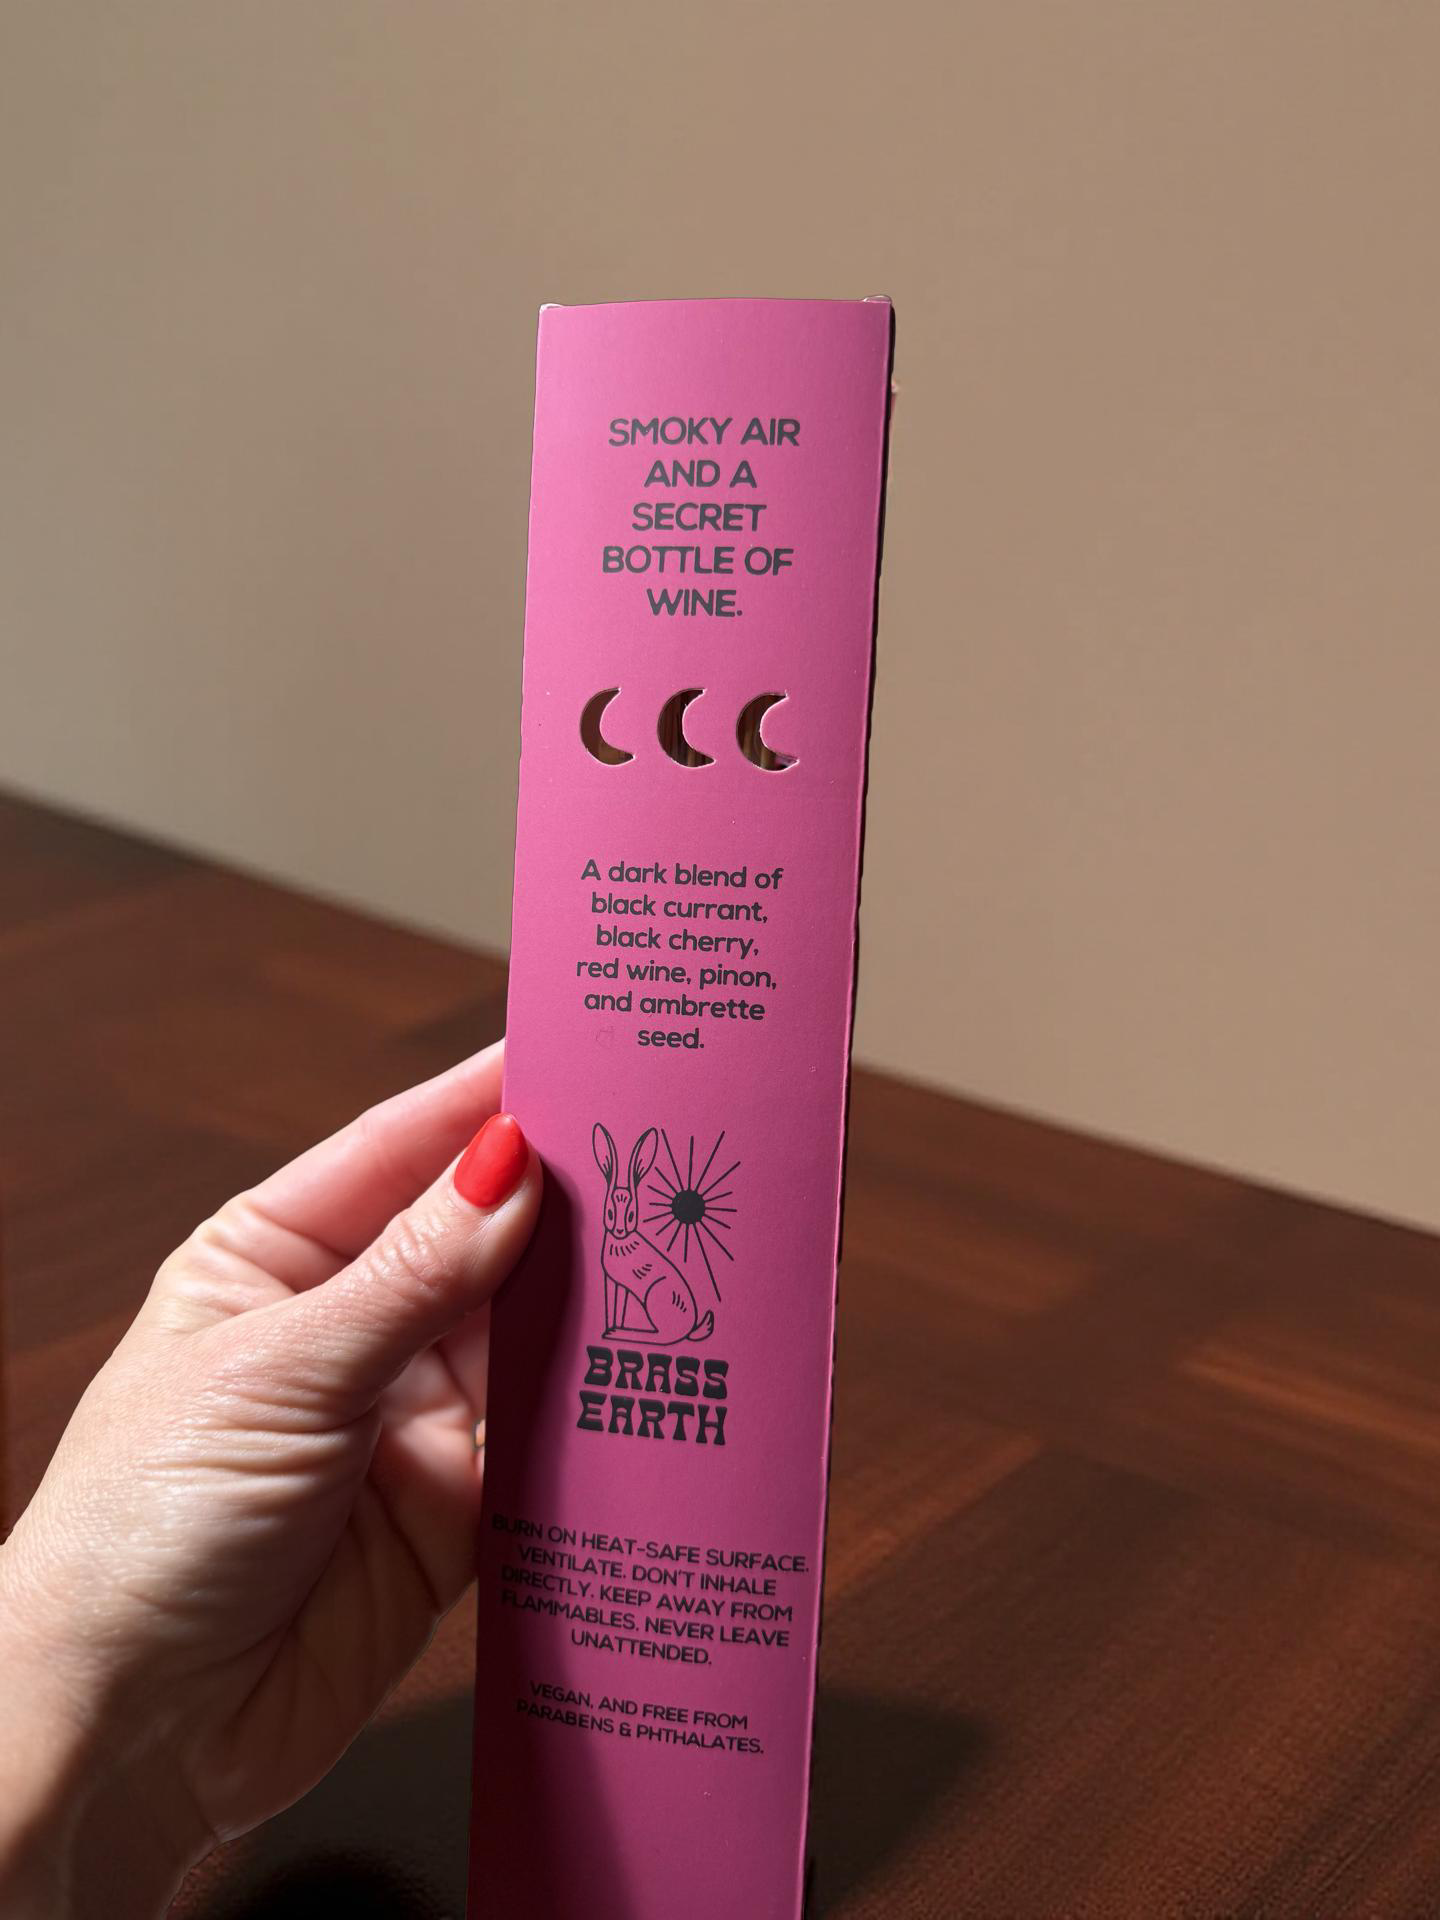 SMOKY AIR
AND A
SECRET
BOTTLE OF
WINE.
A dark blend of
black currant,
black cherry,
red wine, pinon,
and ambrette
seed.
BRASS
EARTH
BURN ON HEAT-SAFE SURFACE.
VENTILATE. DON'T INHALE
DIRECTLY. KEEP AWAY FROM
FLAMMABLES. NEVER LEAVE
UNATTENDED.
VEGAN, AND FREE FROM
PARABENS & PHTHALATES.